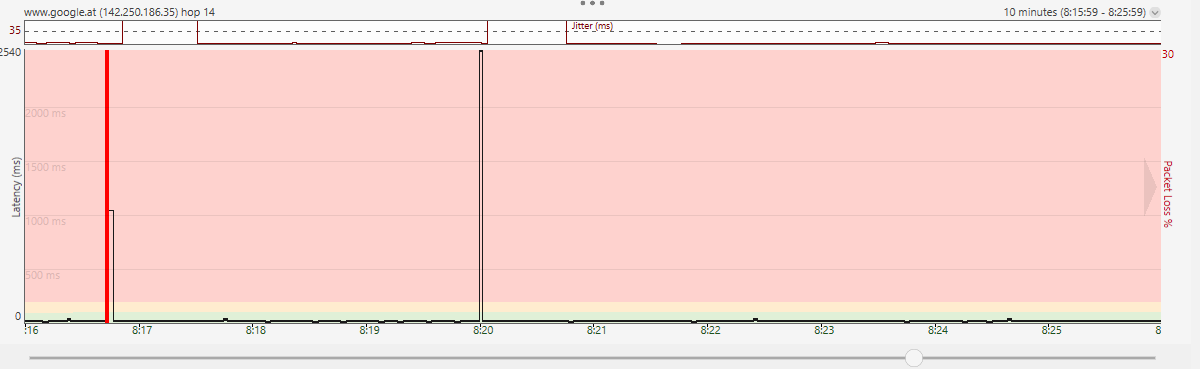 www.google.at (142.250.186.35) hop 14
10 minutes (8:15:59 - 8:25:59)
35
Jitter (ms)
2540
30
2000 ms
1500 ms
Latency (ms)
Packet Loss %
1000 ms
500 ms
0
:16 8:17 8:18 8:19 8:20 8:21 8:22 8:23 8:24 8:25 8